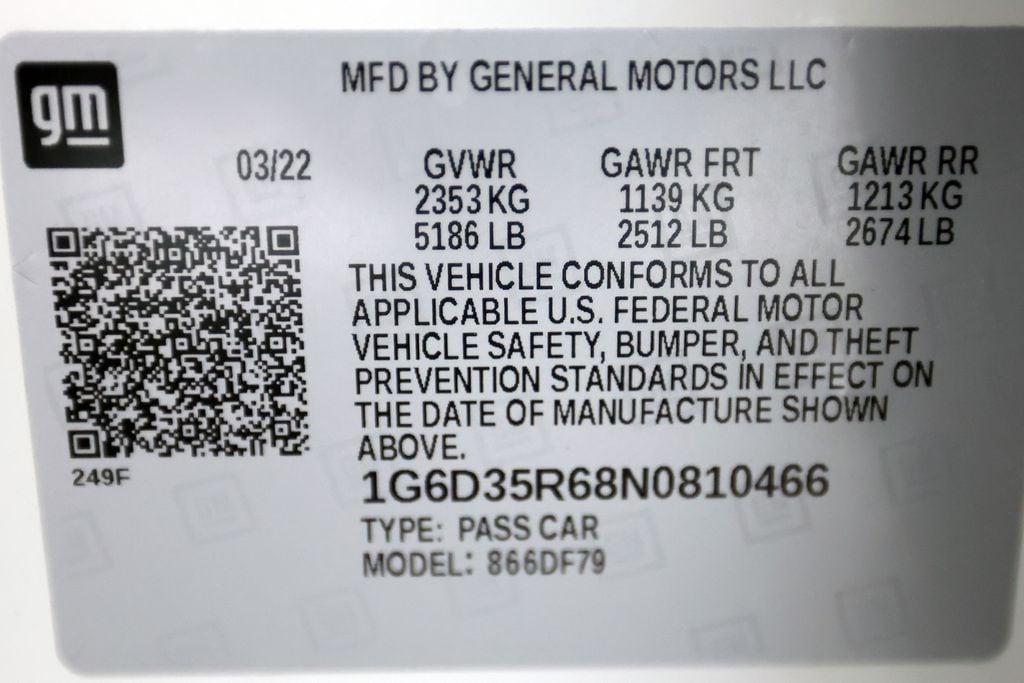 gm
MFD BY GENERAL MOTORS LLC
03/22 GVWR GAWR FRT GAWR RR
2353 KG 1139 KG 1213 KG
5186 LB 2512 LB 2674 LB
THIS VEHICLE CONFORMS TO ALL
APPLICABLE U.S. FEDERAL MOTOR
VEHICLE SAFETY, BUMPER, AND THEFT
PREVENTION STANDARDS IN EFFECT ON
THE DATE OF MANUFACTURE SHOWN
ABOVE.
249F
1G6D35R68N0810466
TYPE: PASS CAR
MODEL: 866DF79